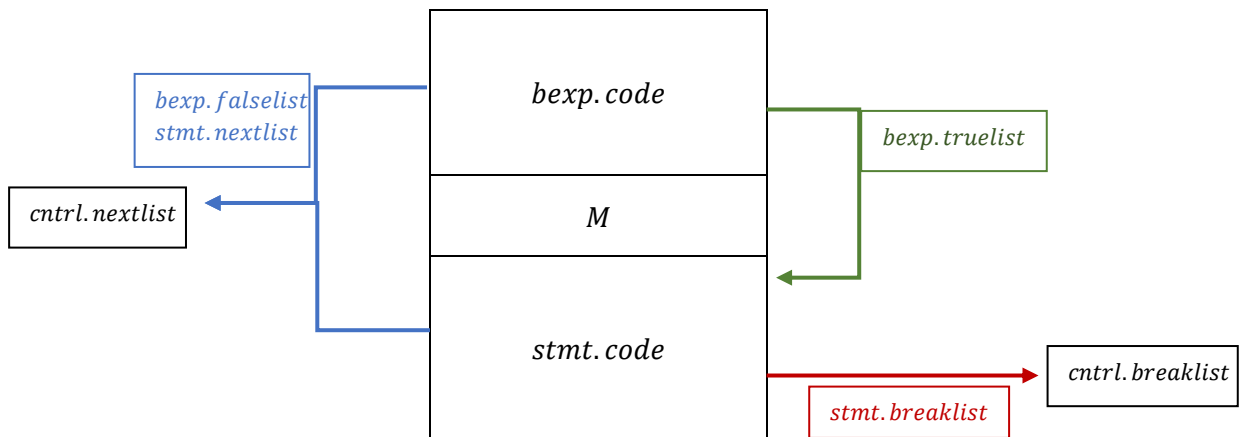 bexp.code
bexp.falselist
stmt.nextlist
bexp.truelist
cntrl.nextlist
M
stmt.code
cntrl.breaklist
stmt.breaklist